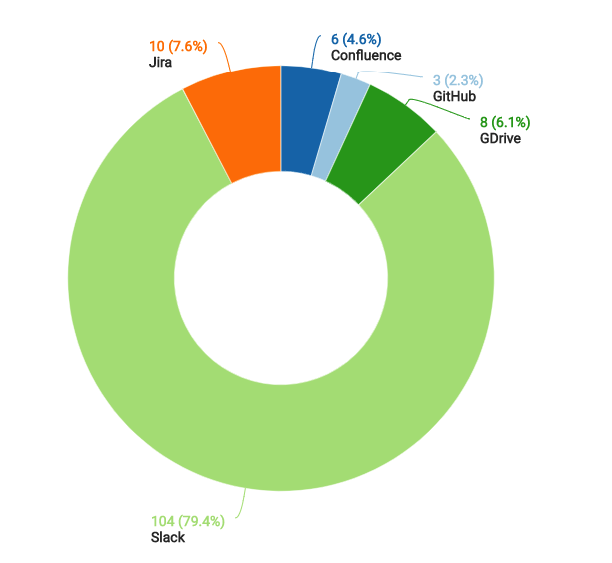 10 (7.6%)
Jira
6 (4.6%)
Confluence
3 (2.3%)
GitHub
8 (6.1%)
GDrive
104 (79.4%)
Slack